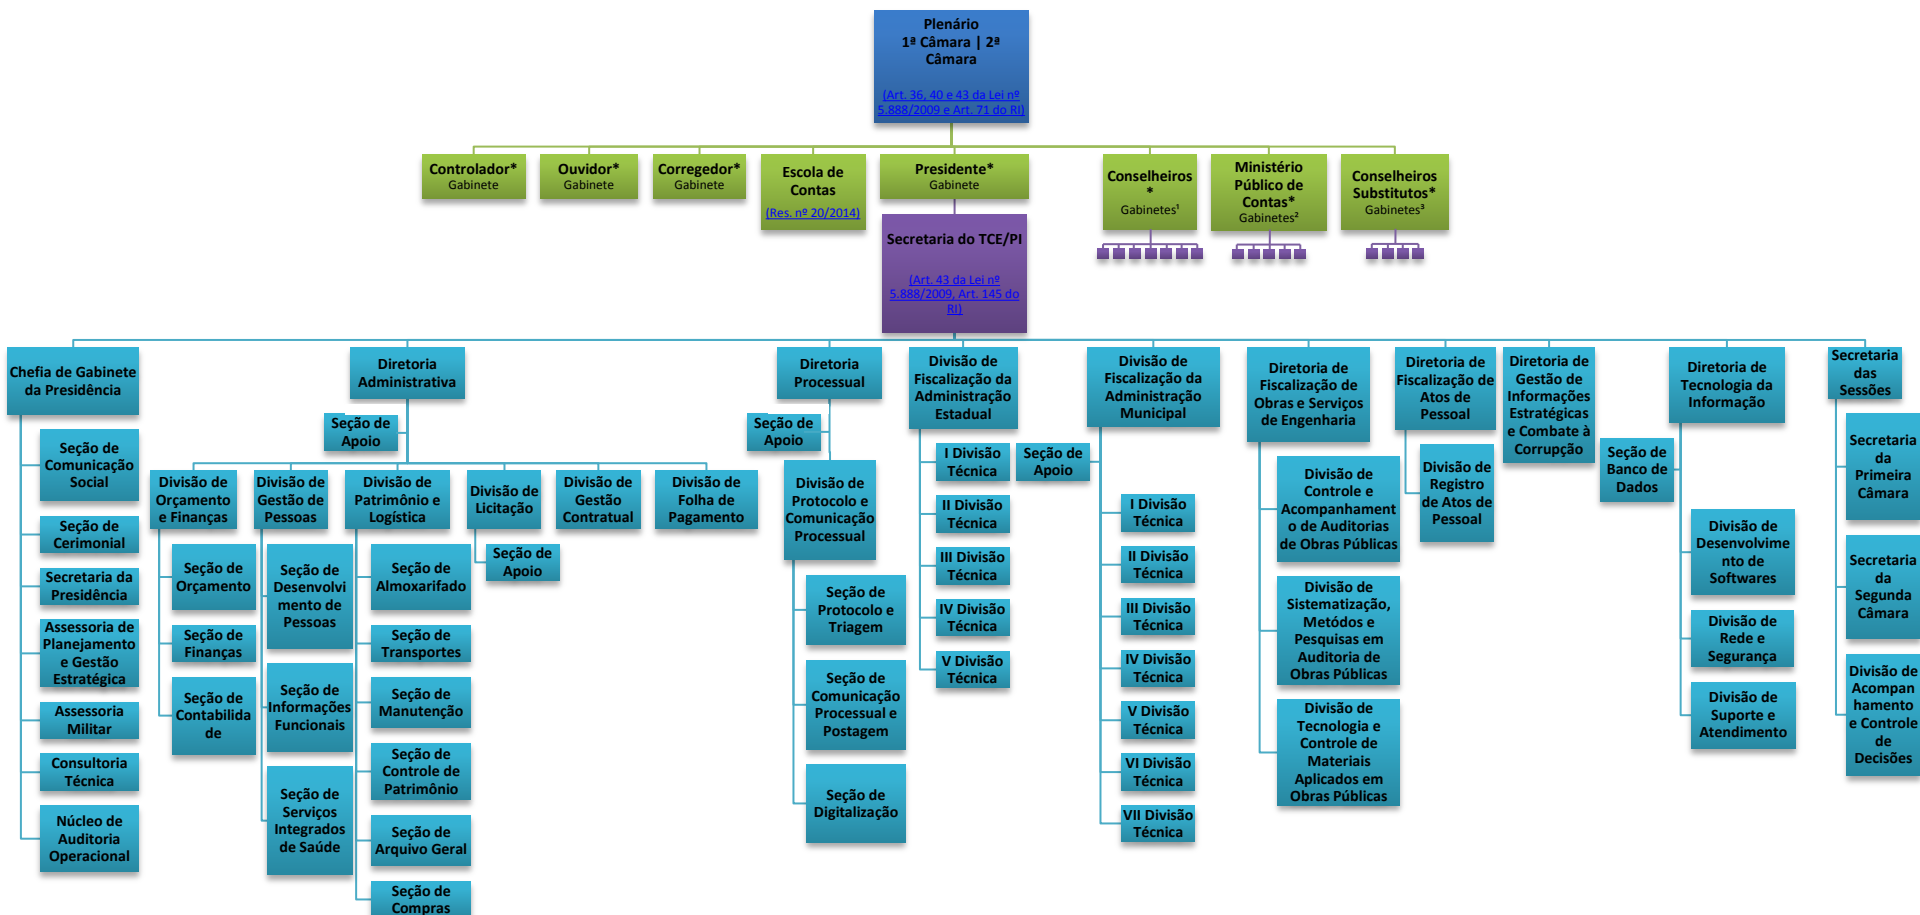 Plenário
1ª Câmara | 2ª
Câmara
(Art. 36, 40 e 43 da Lei nº
5.888/2009 e Art. 71 do RI)
Controlador*
Gabinete
Ouvidor*
Gabinete
Corregedor*
Gabinete
Escola de
Contas
(Res. nº 20/2014)
Presidente*
Gabinete
Conselheiros
*
Gabinetes¹
Ministério
Público de
Contas*
Gabinetes²
Conselheiros
Substitutos*
Gabinetes³
Secretaria do TCE/PI
(Art. 43 da Lei nº
5.888/2009, Art. 145 do
RI)
Chefia de Gabinete
da Presidência
Seção de
Comunicação
Social
Seção de
Cerimonial
Secretaria da
Presidência
Assessoria de
Planejamento
e Gestão
Estratégica
Assessoria
Militar
Consultoria
Técnica
Núcleo de
Auditoria
Operacional
Diretoria
Administrativa
Seção de
Apoio
Divisão de
Orçamento
e Finanças
Seção de
Orçamento
Seção de
Finanças
Seção de
Contabilida
de
Divisão de
Gestão de
Pessoas
Seção de
Desenvolvi
mento de
Pessoas
Seção de
Informações
Funcionais
Seção de
Serviços
Integrados
de Saúde
Divisão de
Patrimônio e
Logística
Seção de
Almoxarifado
Seção de
Transportes
Seção de
Manutenção
Seção de
Controle de
Patrimônio
Seção de
Arquivo Geral
Seção de
Compras
Divisão de
Licitação
Seção de
Apoio
Divisão de
Gestão
Contratual
Divisão de
Folha de
Pagamento
Diretoria
Processual
Seção de
Apoio
Divisão de
Protocolo e
Comunicação
Processual
Seção de
Protocolo e
Triagem
Seção de
Comunicação
Processual e
Postagem
Seção de
Digitalização
Divisão de
Fiscalização da
Administração
Estadual
I Divisão
Técnica
II Divisão
Técnica
III Divisão
Técnica
IV Divisão
Técnica
V Divisão
Técnica
Divisão de
Fiscalização da
Administração
Municipal
Seção de
Apoio
I Divisão
Técnica
II Divisão
Técnica
III Divisão
Técnica
IV Divisão
Técnica
V Divisão
Técnica
VI Divisão
Técnica
VII Divisão
Técnica
Diretoria de
Fiscalização de
Obras e Serviços
de Engenharia
Divisão de
Controle e
Acompanhament
o de Auditorias
de Obras Públicas
Divisão de
Sistematização,
Metódos e
Pesquisas em
Auditoria de
Obras Públicas
Divisão de
Tecnologia e
Controle de
Materiais
Aplicados em
Obras Públicas
Diretoria de
Fiscalização de
Atos de
Pessoal
Divisão de
Registro
de Atos de
Pessoal
Diretoria de
Gestão de
Informações
Estratégicas
e Combate à
Corrupção
Diretoria de
Tecnologia da
Informação
Seção de
Banco de
Dados
Divisão de
Desenvolvime
nto de
Softwares
Divisão de
Rede e
Segurança
Divisão de
Suporte e
Atendimento
Secretaria
das
Sessões
Secretaria
da
Primeira
Câmara
Secretaria
da
Segunda
Câmara
Divisão de
Acompan
hamento
e Controle
de
Decisões